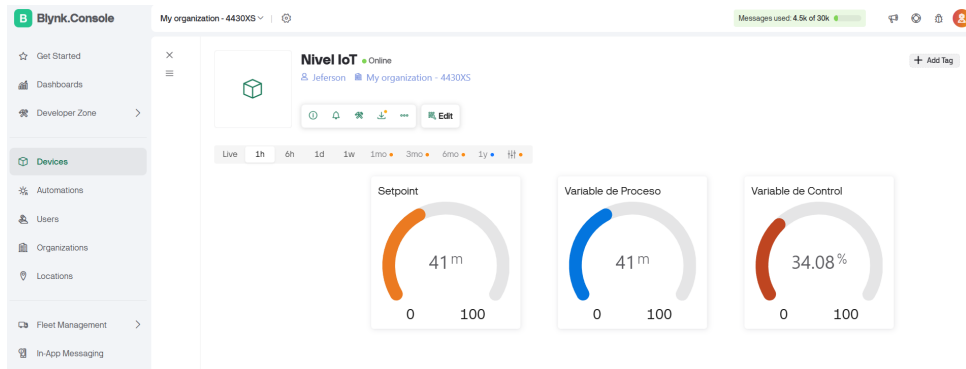 B Blynk.Console
My organization - 4430XS
Messages used: 4.5k of 30k
Get Started
Dashboards
Developer Zone
Devices
Automations
Users
Organizations
Locations
Fleet Management
In-App Messaging
Nivel IoT Online
Jeferson My organization - 4430XS
+ Add Tag
Edit
Live 1h 6h 1d 1w 1mo 3mo 6mo 1y
Setpoint
41 m
0 100
Variable de Proceso
41 m
0 100
Variable de Control
34.08 %
0 100